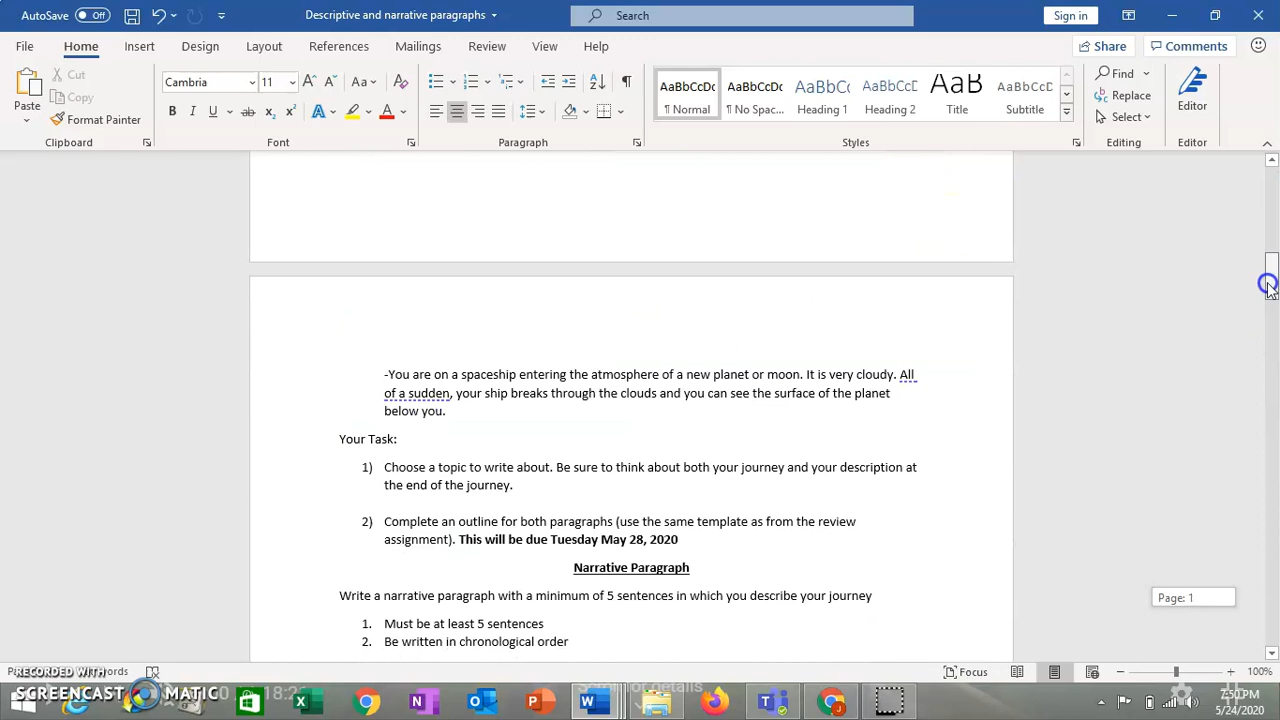 AutoSave Off Descriptive and narrative paragraphs Search Sign in
File Home Insert Design Layout References Mailings Review View Help Share Comments
Paste Cut Copy Format Painter Clipboard
Cambria 11 Font
Paragraph
AaBbCcDc AaBbCcDc AaBbCc AaBbCcD AaB AaBbCcD
¶ Normal ¶ No Spac... Heading 1 Heading 2 Title Subtitle
Styles
Find Replace Select Editing
Editor Editor
-You are on a spaceship entering the atmosphere of a new planet or moon. It is very cloudy. All
of a sudden, your ship breaks through the clouds and you can see the surface of the planet
below you.
Your Task:
1) Choose a topic to write about. Be sure to think about both your journey and your description at
the end of the journey.
2) Complete an outline for both paragraphs (use the same template as from the review
assignment). This will be due Tuesday May 28, 2020
Narrative Paragraph
Write a narrative paragraph with a minimum of 5 sentences in which you describe your journey
1. Must be at least 5 sentences
2. Be written in chronological order
Page: 1
RECORDED WITH
SCREENCAST MATIC
Focus 100%
7:50 PM
5/24/2020